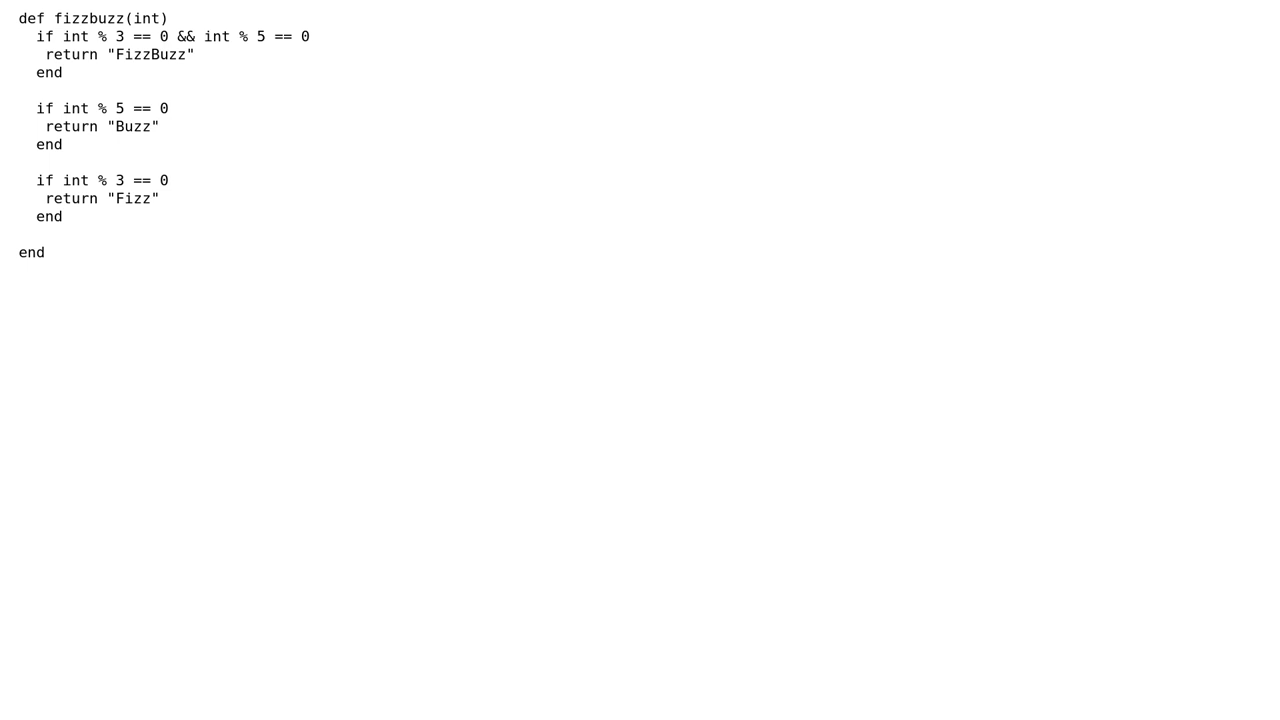 def fizzbuzz(int)
  if int % 3 == 0 && int % 5 == 0
   return "FizzBuzz"
  end

  if int % 5 == 0
   return "Buzz"
  end

  if int % 3 == 0
   return "Fizz"
  end

end